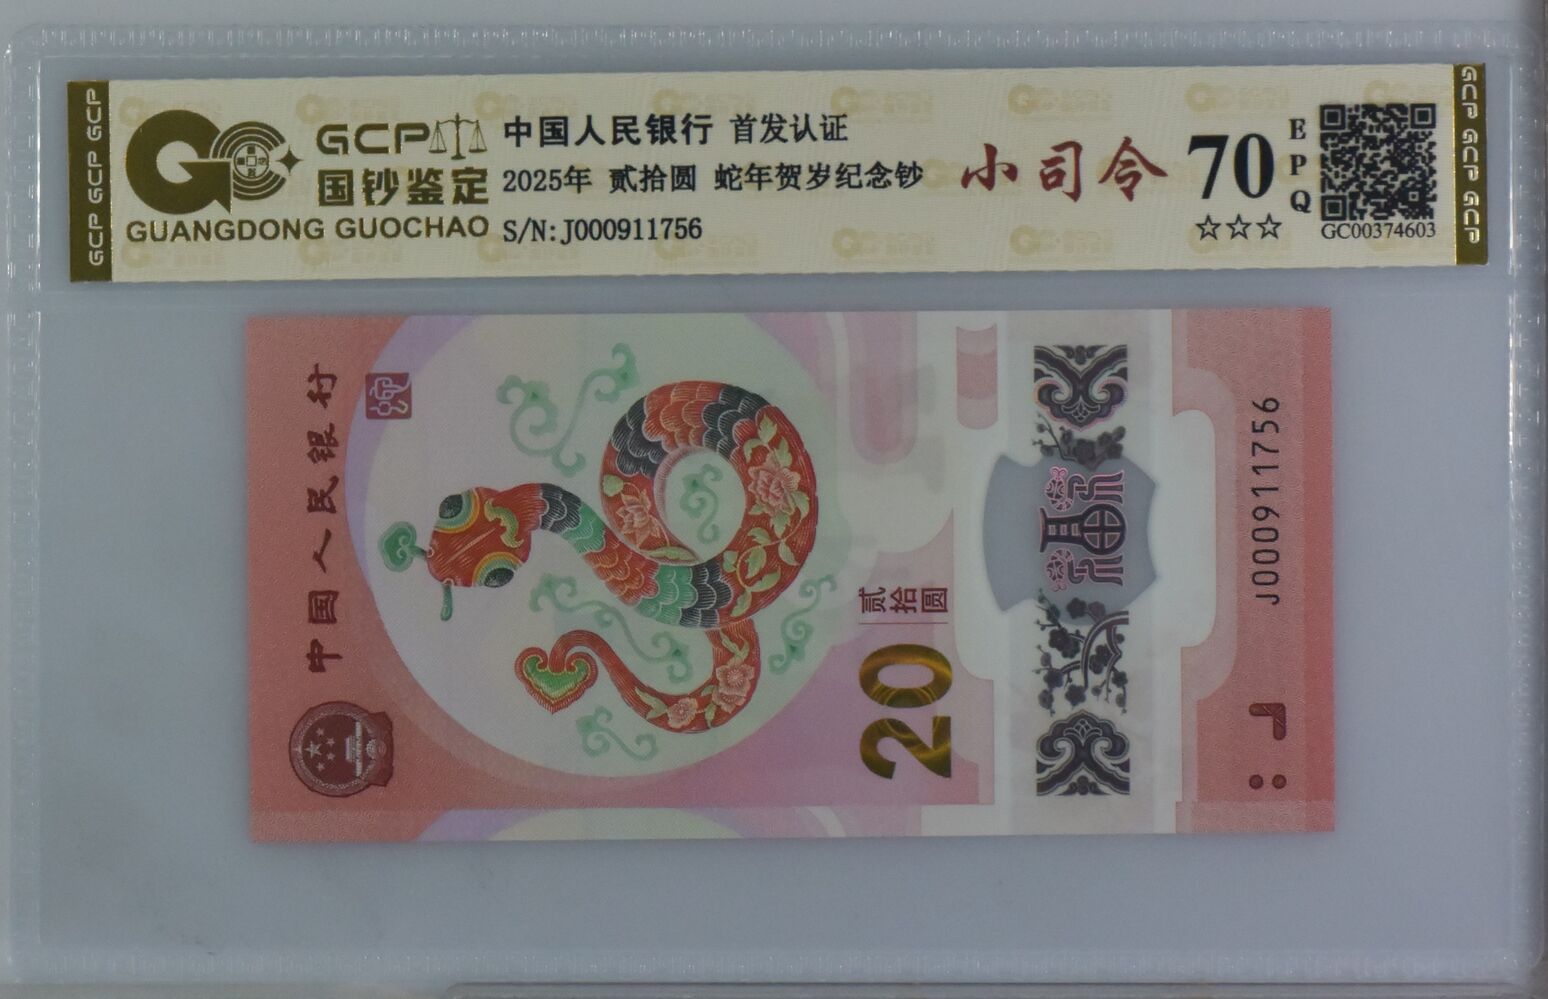 GCP GCP GCP
GCP
国钞鉴定
GUANGDONG GUOCHAO
中国人民银行 首发认证
2025年 贰拾圆 蛇年贺岁纪念钞
S/N:J000911756
小司令
70
EPQ
☆☆☆
GC00374603
GCP GCP GCP
中国人民银行
贰拾圆
20
福
J000911756